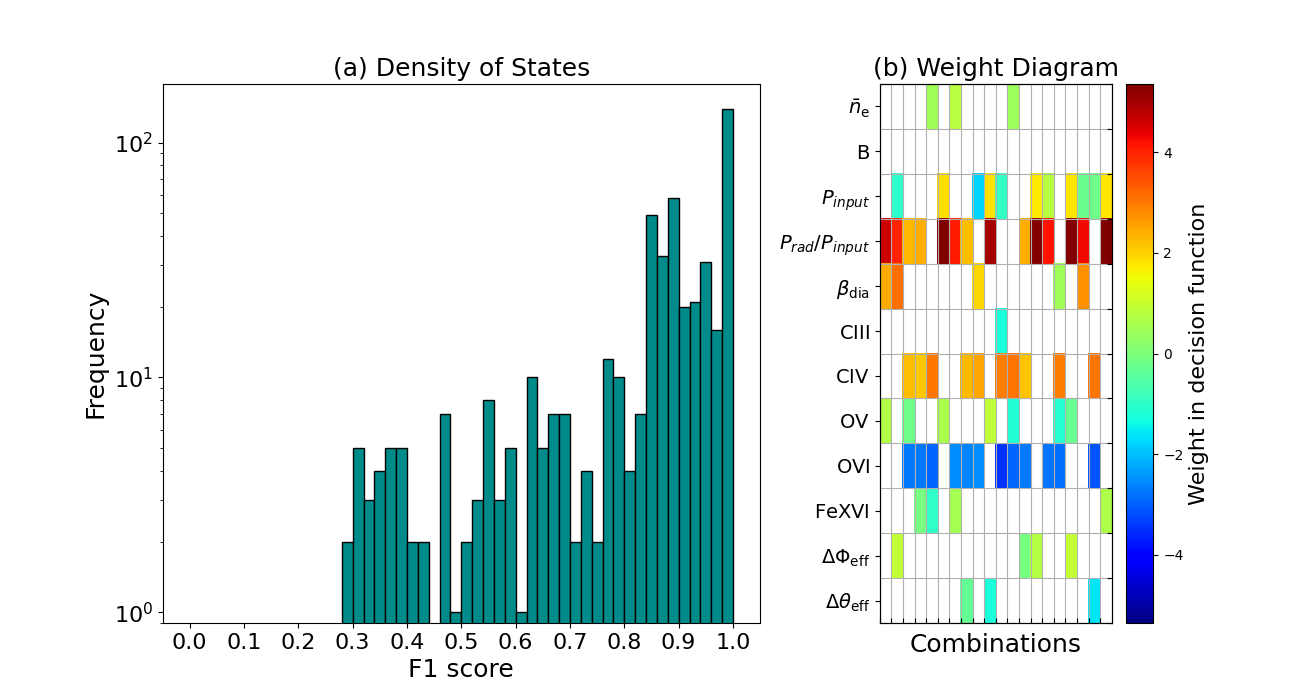 (a) Density of States
Frequency
10²
10¹
10⁰
0.0 0.1 0.2 0.3 0.4 0.5 0.6 0.7 0.8 0.9 1.0
F1 score
(b) Weight Diagram
n̄e
B
Pinput
Prad/Pinput
βdia
CIII
CIV
OV
OVI
FeXVI
ΔΦeff
Δθeff
Combinations
4
2
0
−2
−4
Weight in decision function